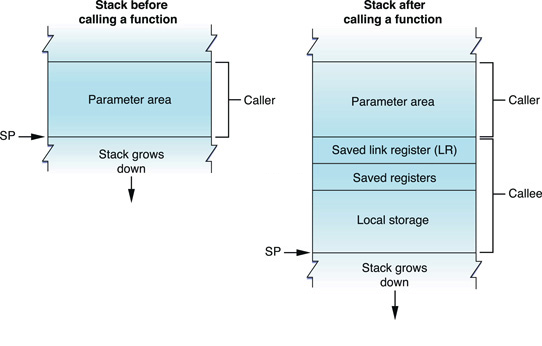 Stack before
calling a function
Parameter area
Caller
SP
Stack grows
down
Stack after
calling a function
Parameter area
Caller
Saved link register (LR)
Saved registers
Callee
Local storage
SP
Stack grows
down